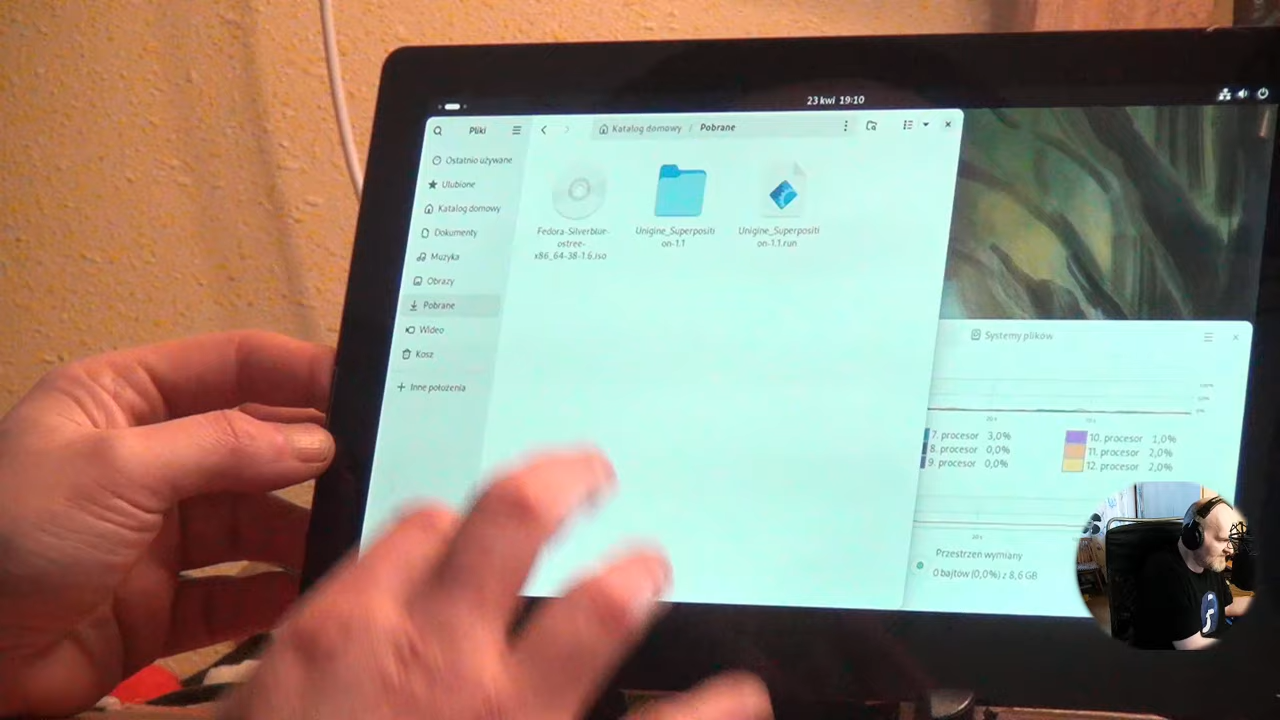 23 kwi 19:10
Pliki
Katalog domowy / Pobrane
Ostatnio używane
Ulubione
Katalog domowy
Dokumenty
Muzyka
Obrazy
Pobrane
Wideo
Kosz
+ Inne położenia
Fedora-Silverblue-
ostree-
x86_64-38-1.6.iso
Unigine_Superpositi
on-1.1
Unigine_Superpositi
on-1.1.run
Systemy plików
20 s
7. procesor 3,0%
8. procesor 0,0%
9. procesor 0,0%
10. procesor 1,0%
11. procesor 2,0%
12. procesor 2,0%
20 s
Przestrzeń wymiany
0 bajtów (0,0%) z 8,6 GB